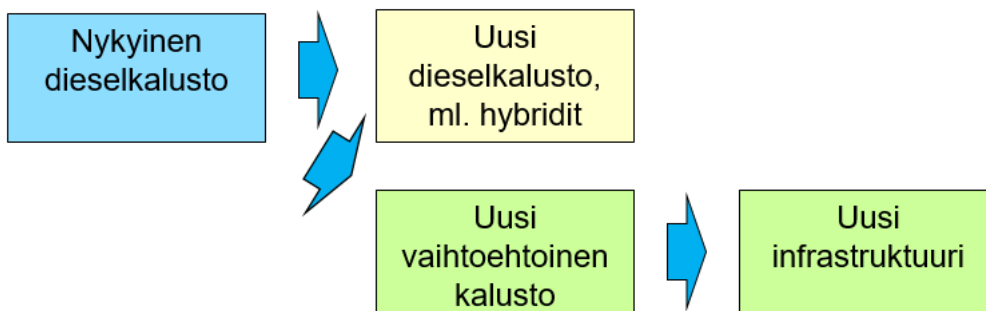 Nykyinen
dieselkalusto
Uusi
dieselkalusto,
ml. hybridit
Uusi
vaihtoehtoinen
kalusto
Uusi
infrastruktuuri